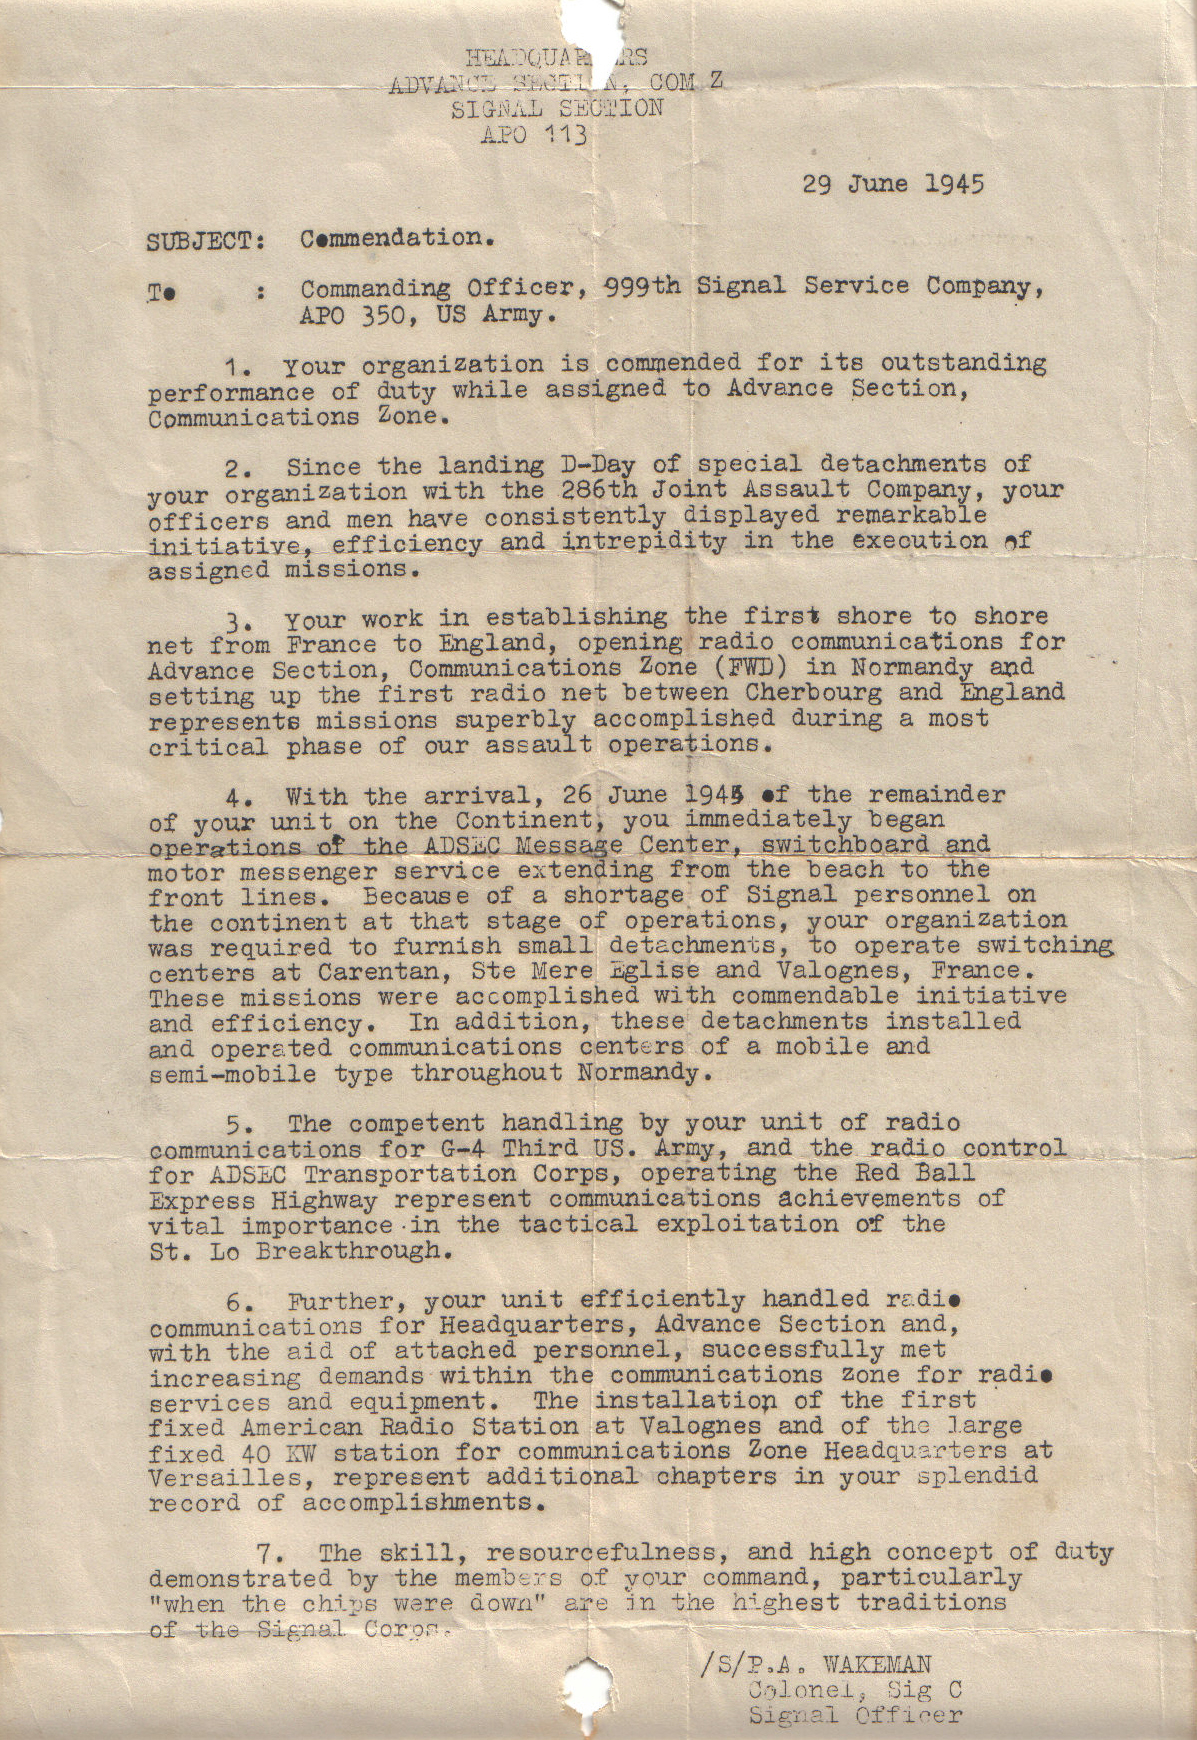 HEADQUARTERS
ADVANCE SECTION, COM Z
SIGNAL SECTION
APO 113
29 June 1945
SUBJECT: Commendation.
To : Commanding Officer, 999th Signal Service Company,
APO 350, US Army.
1. Your organization is commended for its outstanding
performance of duty while assigned to Advance Section,
Communications Zone.
2. Since the landing D-Day of special detachments of
your organization with the 286th Joint Assault Company, your
officers and men have consistently displayed remarkable
initiative, efficiency and intrepidity in the execution of
assigned missions.
3. Your work in establishing the first shore to shore
net from France to England, opening radio communications for
Advance Section, Communications Zone (FWD) in Normandy and
setting up the first radio net between Cherbourg and England
represents missions superbly accomplished during a most
critical phase of our assault operations.
4. With the arrival, 26 June 1944 of the remainder
of your unit on the Continent, you immediately began
operations of the ADSEC Message Center, switchboard and
motor messenger service extending from the beach to the
front lines. Because of a shortage of Signal personnel on
the continent at that stage of operations, your organization
was required to furnish small detachments, to operate switching
centers at Carentan, Ste Mere Eglise and Valognes, France.
These missions were accomplished with commendable initiative
and efficiency. In addition, these detachments installed
and operated communications centers of a mobile and
semi-mobile type throughout Normandy.
5. The competent handling by your unit of radio
communications for G-4 Third US. Army, and the radio control
for ADSEC Transportation Corps, operating the Red Ball
Express Highway represent communications achievements of
vital importance in the tactical exploitation of the
St. Lo Breakthrough.
6. Further, your unit efficiently handled radio
communications for Headquarters, Advance Section and,
with the aid of attached personnel, successfully met
increasing demands within the communications zone for radio
services and equipment. The installation of the first
fixed American Radio Station at Valognes and of the large
fixed 40 KW station for communications Zone Headquarters at
Versailles, represent additional chapters in your splendid
record of accomplishments.
7. The skill, resourcefulness, and high concept of duty
demonstrated by the members of your command, particularly
"when the chips were down" are in the highest traditions
of the Signal Corps.
/S/P.A. WAKEMAN
Colonel, Sig C
Signal Officer